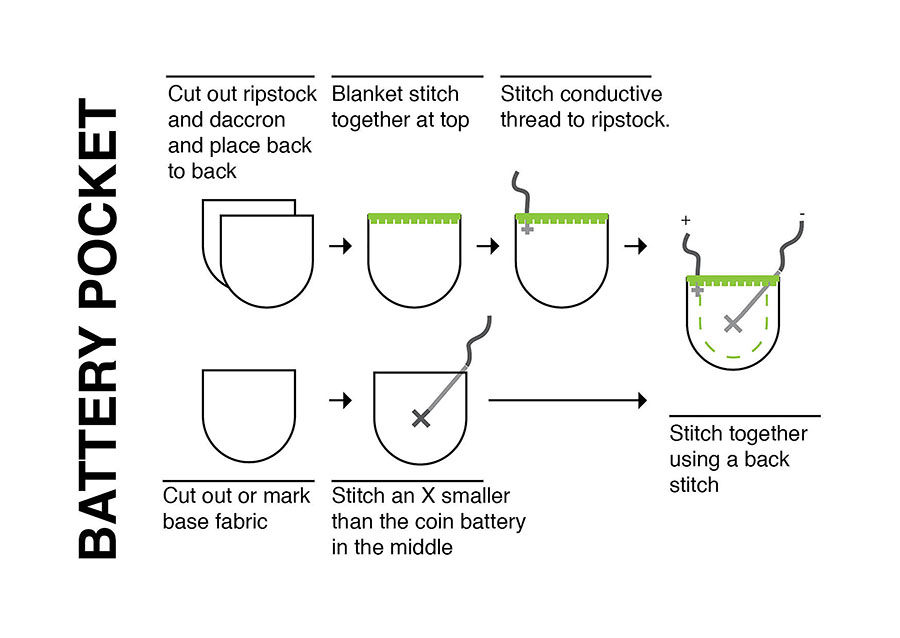 BATTERY POCKET
Cut out ripstock
and daccron
and place back
to back
Blanket stitch
together at top
Stitch conductive
thread to ripstock.
+
-
Cut out or mark
base fabric
Stitch an X smaller
than the coin battery
in the middle
Stitch together
using a back
stitch